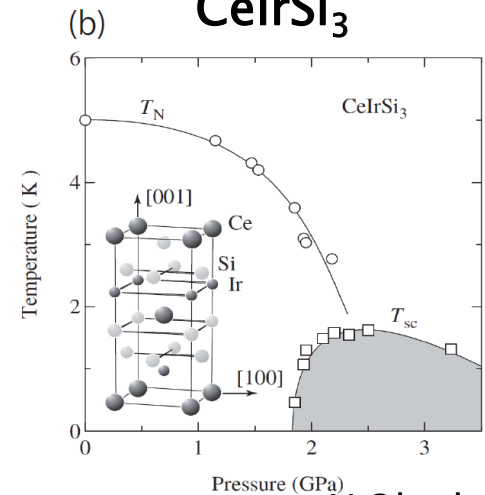 CeIrSi3
(b)
6
TN
CeIrSi3
4
Temperature ( K )
[001]
Ce
Si
Ir
2
Tsc
[100]
0
0
1
2
3
Pressure (GPa)